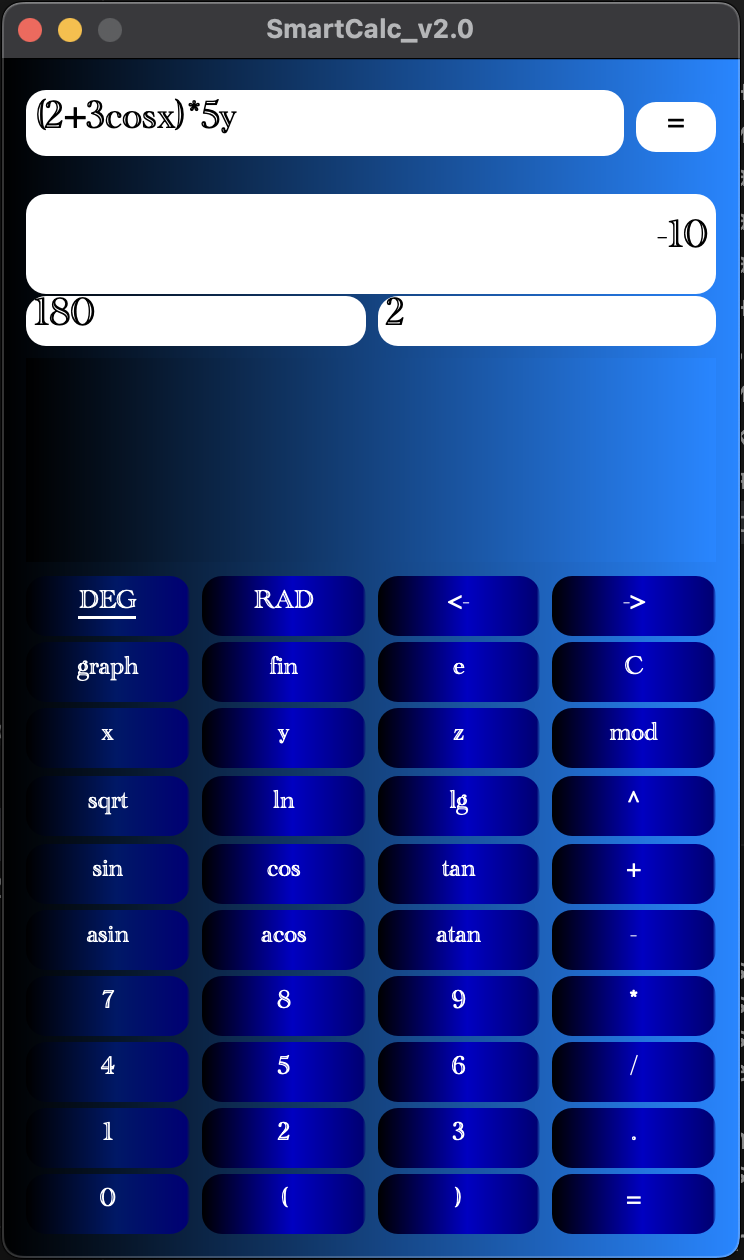 SmartCalc_v2.0
(2+3cosx)*5y =
-10
180 2
DEG RAD <- ->
graph fin e C
x y z mod
sqrt ln lg ^
sin cos tan +
asin acos atan -
7 8 9 *
4 5 6 /
1 2 3 .
0 ( ) =